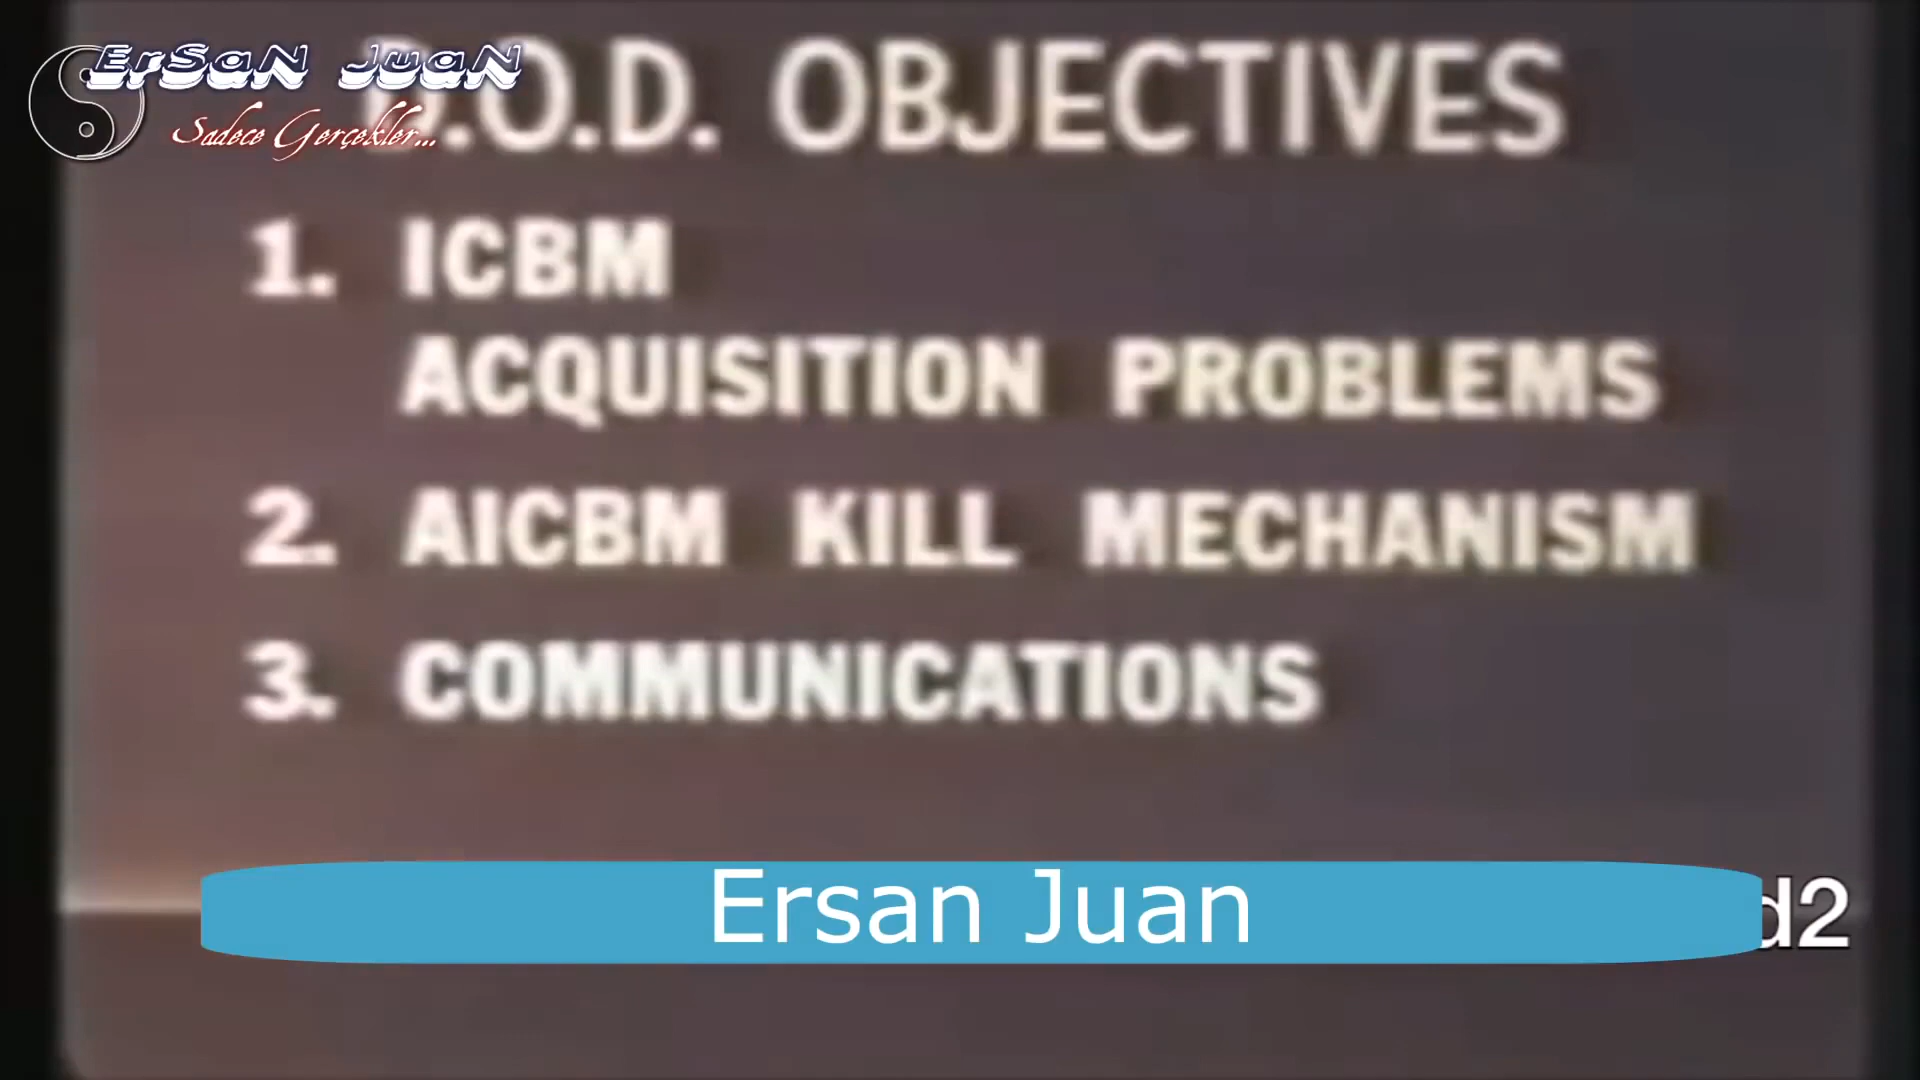 ErSaN JuaN
Sadece Gerçekler...
D.O.D. OBJECTIVES
1. ICBM
ACQUISITION PROBLEMS
2. AICBM KILL MECHANISM
3. COMMUNICATIONS
Ersan Juan
d2